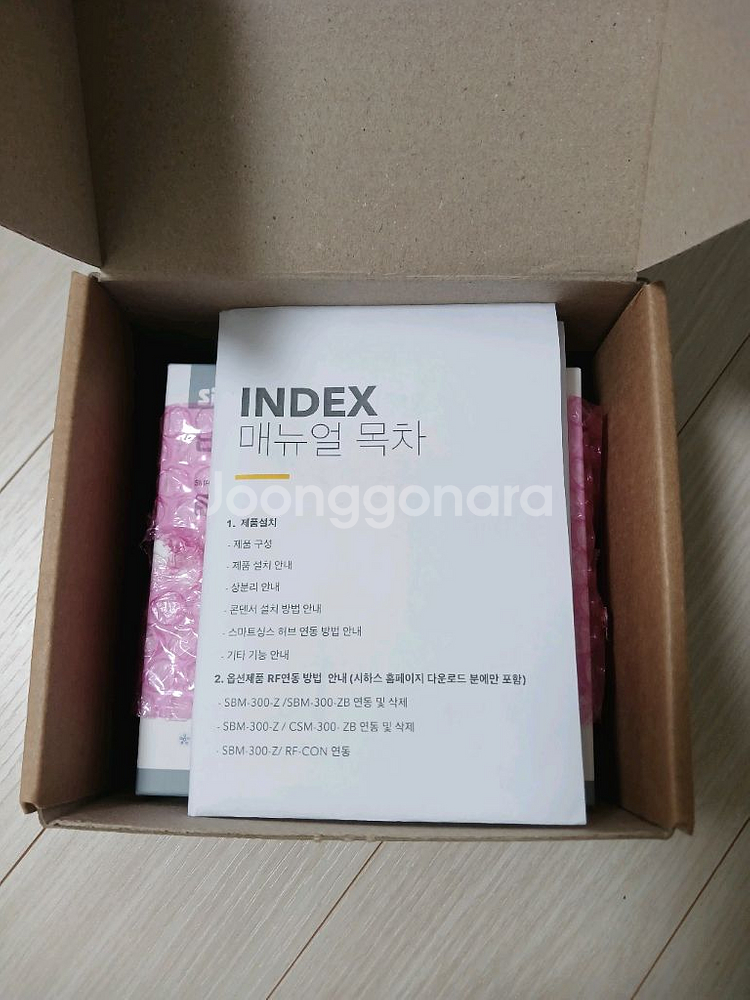 INDEX
매뉴얼 목차
Joonggonara
1. 제품설치
- 제품 구성
- 제품 설치 안내
- 상분리 안내
- 콘덴서 설치 방법 안내
- 스마트싱스 허브 연동 방법 안내
- 기타 기능 안내
2. 옵션제품 RF연동 방법 안내 (시하스 홈페이지 다운로드 분에만 포함)
- SBM-300-Z /SBM-300-ZB 연동 및 삭제
- SBM-300-Z / CSM-300- ZB 연동 및 삭제
- SBM-300-Z/ RF-CON 연동